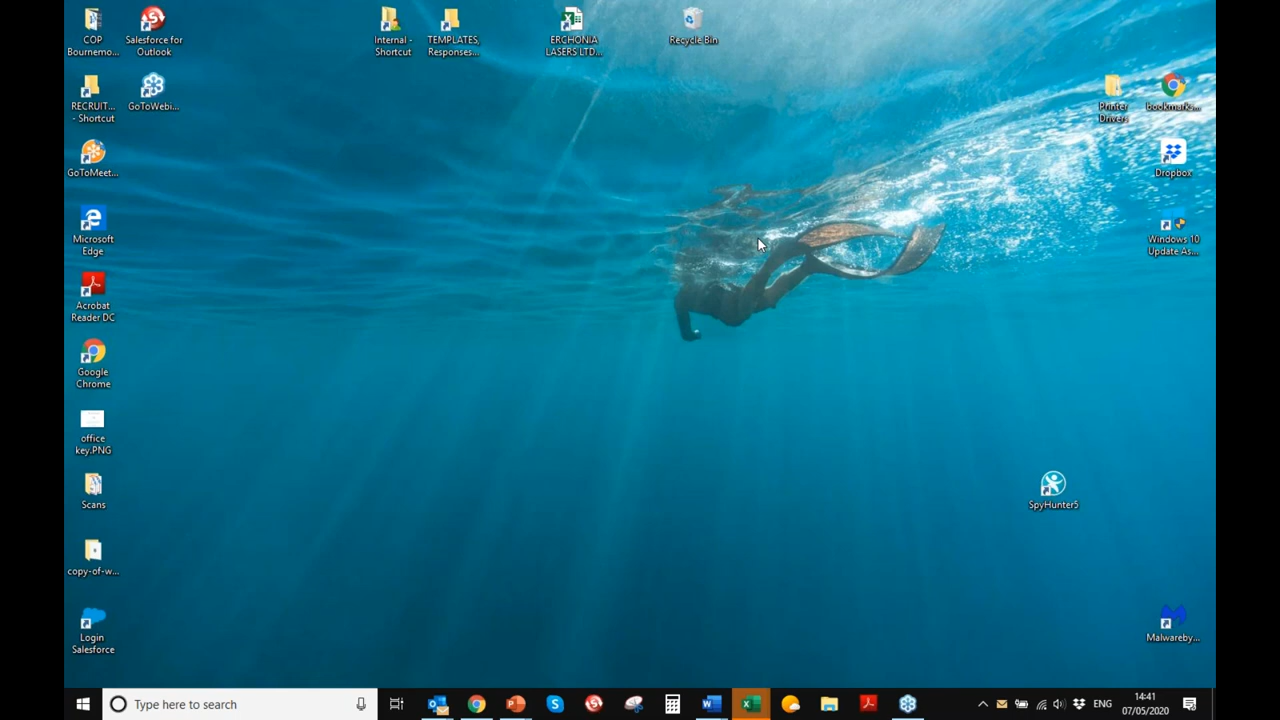 COP
Bournemo...
Salesforce for
Outlook
Internal -
Shortcut
TEMPLATES,
Responses...
ERCHONIA
LASERS LTD...
Recycle Bin
RECRUIT...
- Shortcut
GoToWebi...
Printer
Drivers
bookmarks...
GoToMeet...
Dropbox
Microsoft
Edge
Windows 10
Update As...
Acrobat
Reader DC
Google
Chrome
office
key.PNG
Scans
SpyHunter5
copy-of-w...
Login
Salesforce
Malwareby...
Type here to search
ENG
14:41
07/05/2020